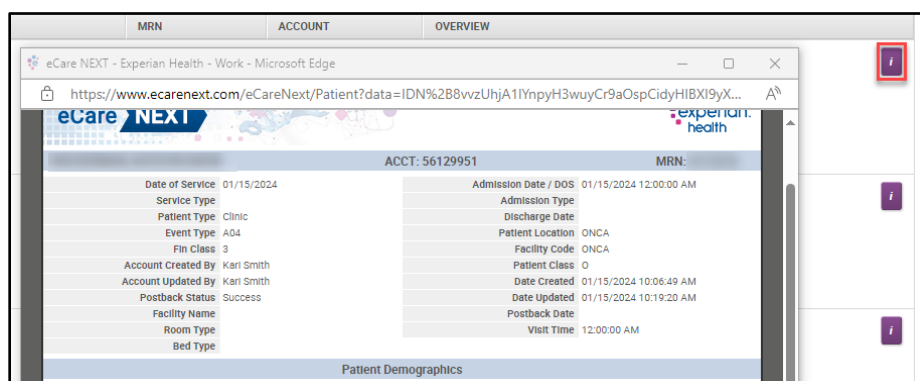 MRN ACCOUNT OVERVIEW
eCare NEXT - Experian Health - Work - Microsoft Edge
https://www.ecarenext.com/eCareNext/Patient?data=IDN%2B8vvzUhjA1IYnpyH3wuyCr9aOspCidyHIBXI9yX...
eCare NEXT experian.
health
ACCT: 56129951 MRN:
Date of Service 01/15/2024 Admission Date / DOS 01/15/2024 12:00:00 AM
Service Type Admission Type
Patient Type Clinic Discharge Date
Event Type A04 Patient Location ONCA
Fin Class 3 Facility Code ONCA
Account Created By Kari Smith Patient Class O
Account Updated By Kari Smith Date Created 01/15/2024 10:06:49 AM
Postback Status Success Date Updated 01/15/2024 10:19:20 AM
Facility Name Postback Date
Room Type Visit Time 12:00:00 AM
Bed Type
Patient Demographics
i
i
i